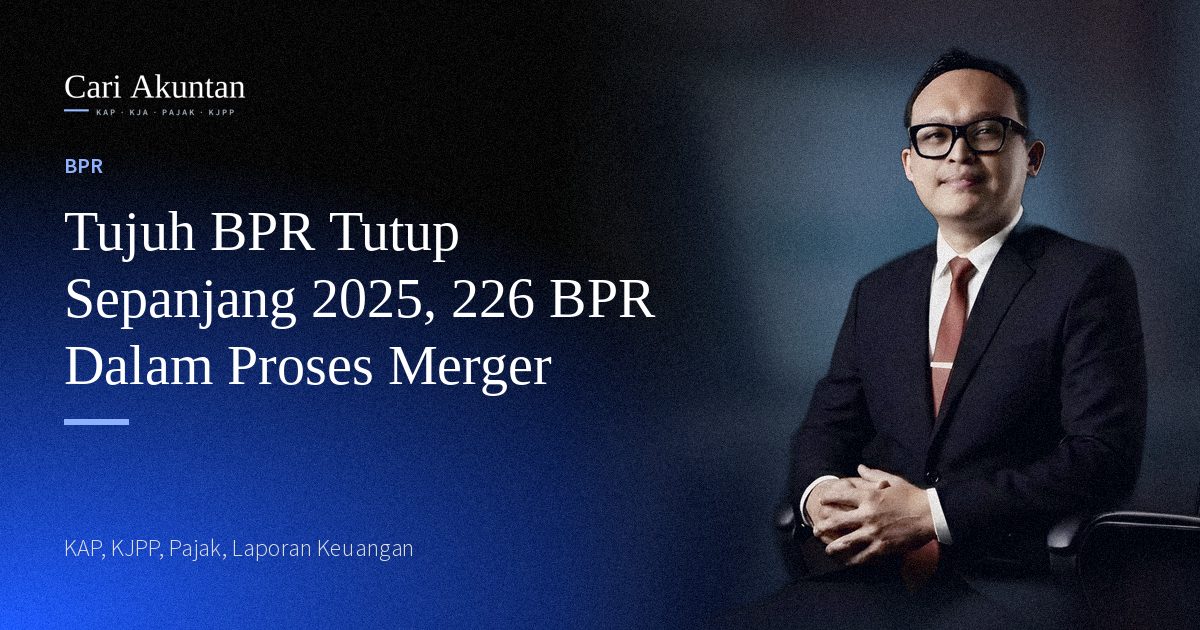 Cari Akuntan
KAP · KJA · PAJAK · KJPP
BPR
Tujuh BPR Tutup
Sepanjang 2025, 226 BPR
Dalam Proses Merger
KAP, KJPP, Pajak, Laporan Keuangan